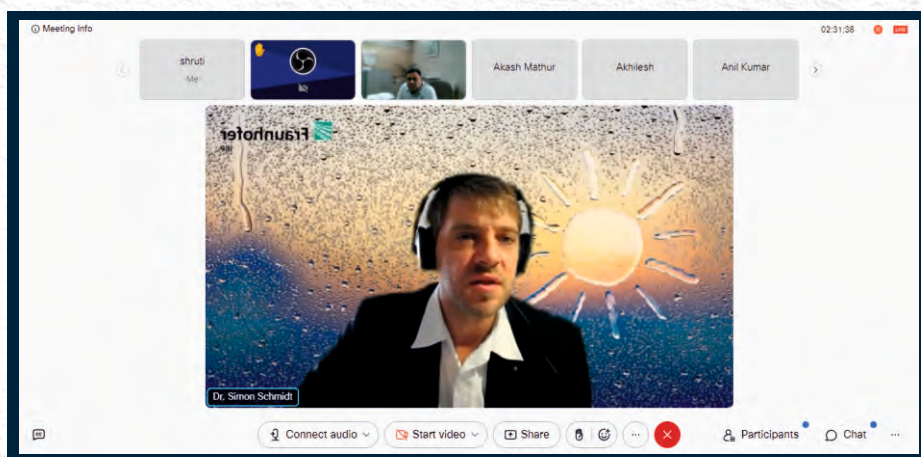 Meeting Info
02:31:38
LIVE
shruti
Me
Akash Mathur
Akhilesh
Anil Kumar
Fraunhofer
IBP
Dr. Simon Schmidt
Connect audio
Start video
Share
Participants
Chat